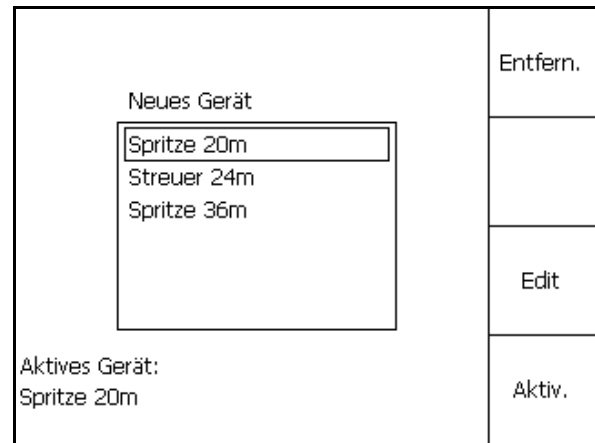 Entfern.
Neues Gerät
Spritze 20m
Streuer 24m
Spritze 36m
Edit
Aktives Gerät:
Spritze 20m
Aktiv.